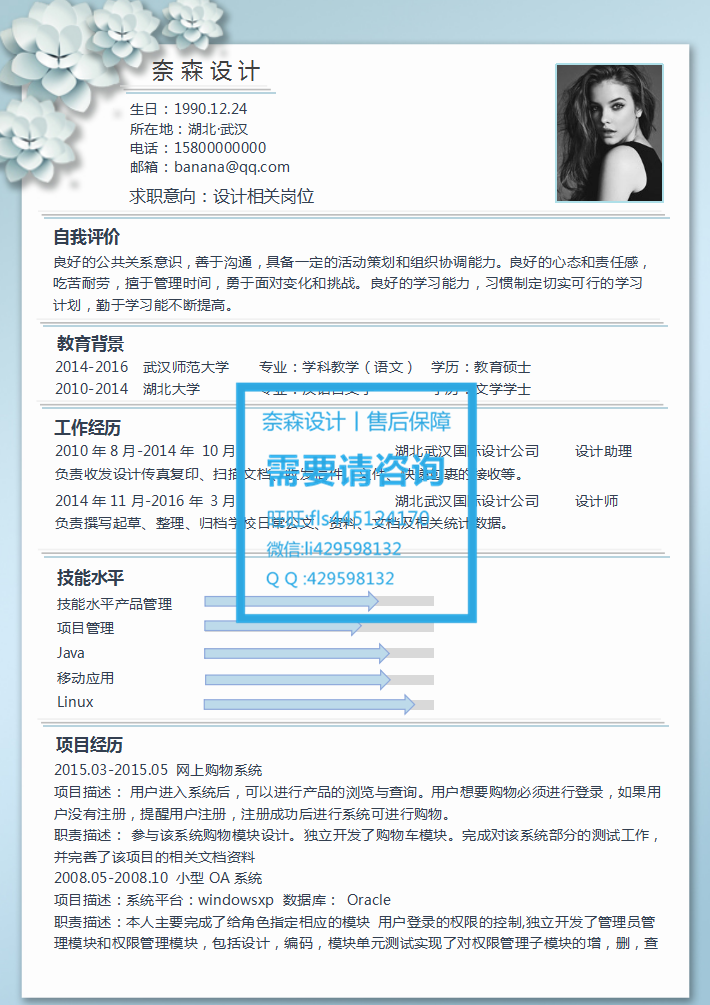 奈森设计
生日：1990.12.24
所在地：湖北·武汉
电话：15800000000
邮箱：banana@qq.com
求职意向：设计相关岗位
自我评价
良好的公共关系意识，善于沟通，具备一定的活动策划和组织协调能力。良好的心态和责任感，
吃苦耐劳，擅于管理时间，勇于面对变化和挑战。良好的学习能力，习惯制定切实可行的学习
计划，勤于学习能不断提高。
教育背景
2014-2016 武汉师范大学 专业：学科教学（语文） 学历：教育硕士
2010-2014 湖北大学 专业：汉语言文学 学历：文学学士
奈森设计丨售后保障
需要请咨询
旺旺:fls445124170
微信:li429598132
Q Q :429598132
工作经历
2010 年 8 月-2014 年 10 月 湖北武汉国际设计公司 设计助理
负责收发设计传真复印、扫描文档、收发信件、文件、快递包裹的接收等。
2014 年 11 月-2016 年 3 月 湖北武汉国际设计公司 设计师
负责撰写起草、整理、归档学校日常公文、资料、文档及相关统计数据。
技能水平
技能水平产品管理
项目管理
Java
移动应用
Linux
项目经历
2015.03-2015.05 网上购物系统
项目描述： 用户进入系统后，可以进行产品的浏览与查询。用户想要购物必须进行登录，如果用
户没有注册，提醒用户注册，注册成功后进行系统可进行购物。
职责描述： 参与该系统购物模块设计。独立开发了购物车模块。完成对该系统部分的测试工作，
并完善了该项目的相关文档资料
2008.05-2008.10 小型 OA 系统
项目描述：系统平台：windowsxp 数据库： Oracle
职责描述：本人主要完成了给角色指定相应的模块 用户登录的权限的控制,独立开发了管理员管
理模块和权限管理模块，包括设计，编码，模块单元测试实现了对权限管理子模块的增，删，查